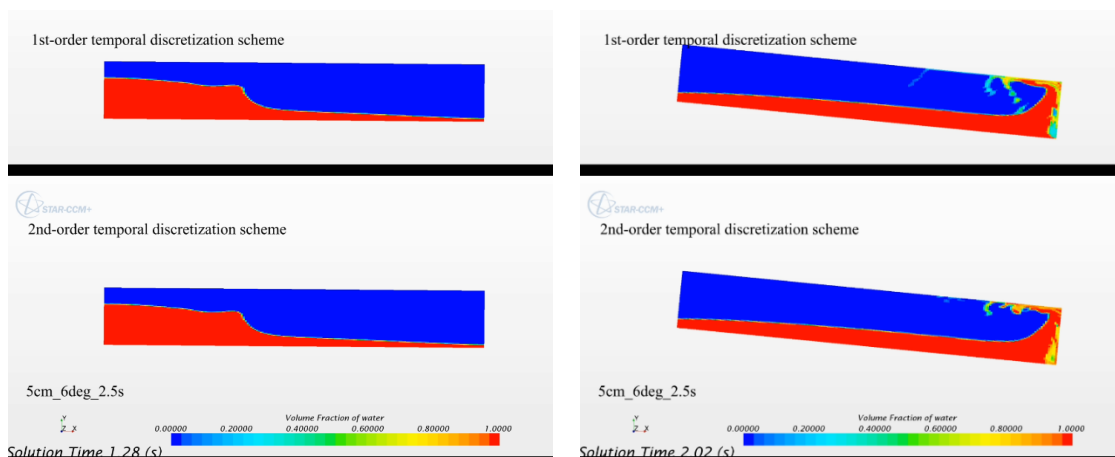 1st-order temporal discretization scheme
STAR-CCM+
2nd-order temporal discretization scheme
5cm_6deg_2.5s
Y
Z X
Volume Fraction of water
0.00000 0.20000 0.40000 0.60000 0.80000 1.0000
Solution Time 1.28 (s)
1st-order temporal discretization scheme
STAR-CCM+
2nd-order temporal discretization scheme
5cm_6deg_2.5s
Y
Z X
Volume Fraction of water
0.00000 0.20000 0.40000 0.60000 0.80000 1.0000
Solution Time 2.02 (s)